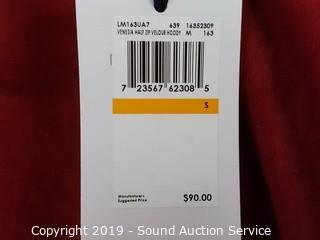 LM163UA7 639 16352309
VENEZIA HALF ZIP VELOUR HOODY M 163
7 23567 62308 5
S
Manufacturer's
Suggested Price $90.00
Copyright 2019 - Sound Auction Service